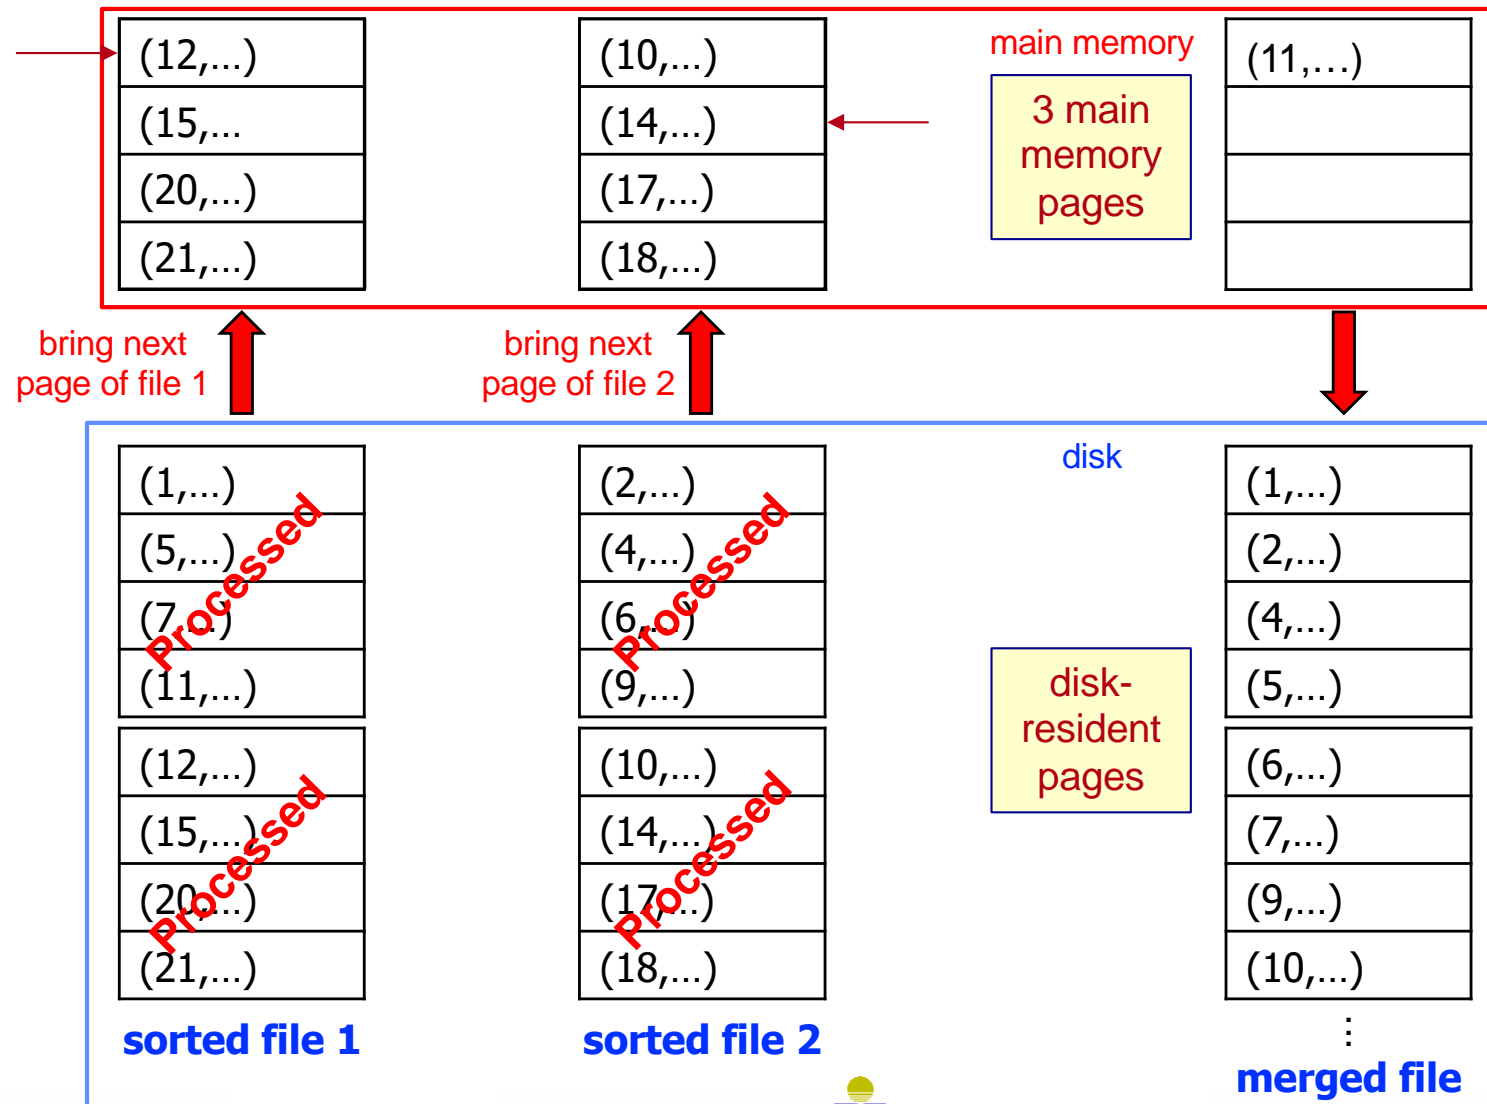 (12,...)
(15,...
(20,...)
(21,...)
(10,...)
(14,...)
(17,...)
(18,...)
main memory
3 main
memory
pages
(11,...)
bring next
page of file 1
bring next
page of file 2
disk
(1,...)
(5,...)
(7,...)
(11,...)
Processed
(12,...)
(15,...)
(20,...)
(21,...)
Processed
sorted file 1
(2,...)
(4,...)
(6,...)
(9,...)
Processed
(10,...)
(14,...)
(17,...)
(18,...)
Processed
sorted file 2
disk-
resident
pages
(1,...)
(2,...)
(4,...)
(5,...)
(6,...)
(7,...)
(9,...)
(10,...)
⋮
merged file